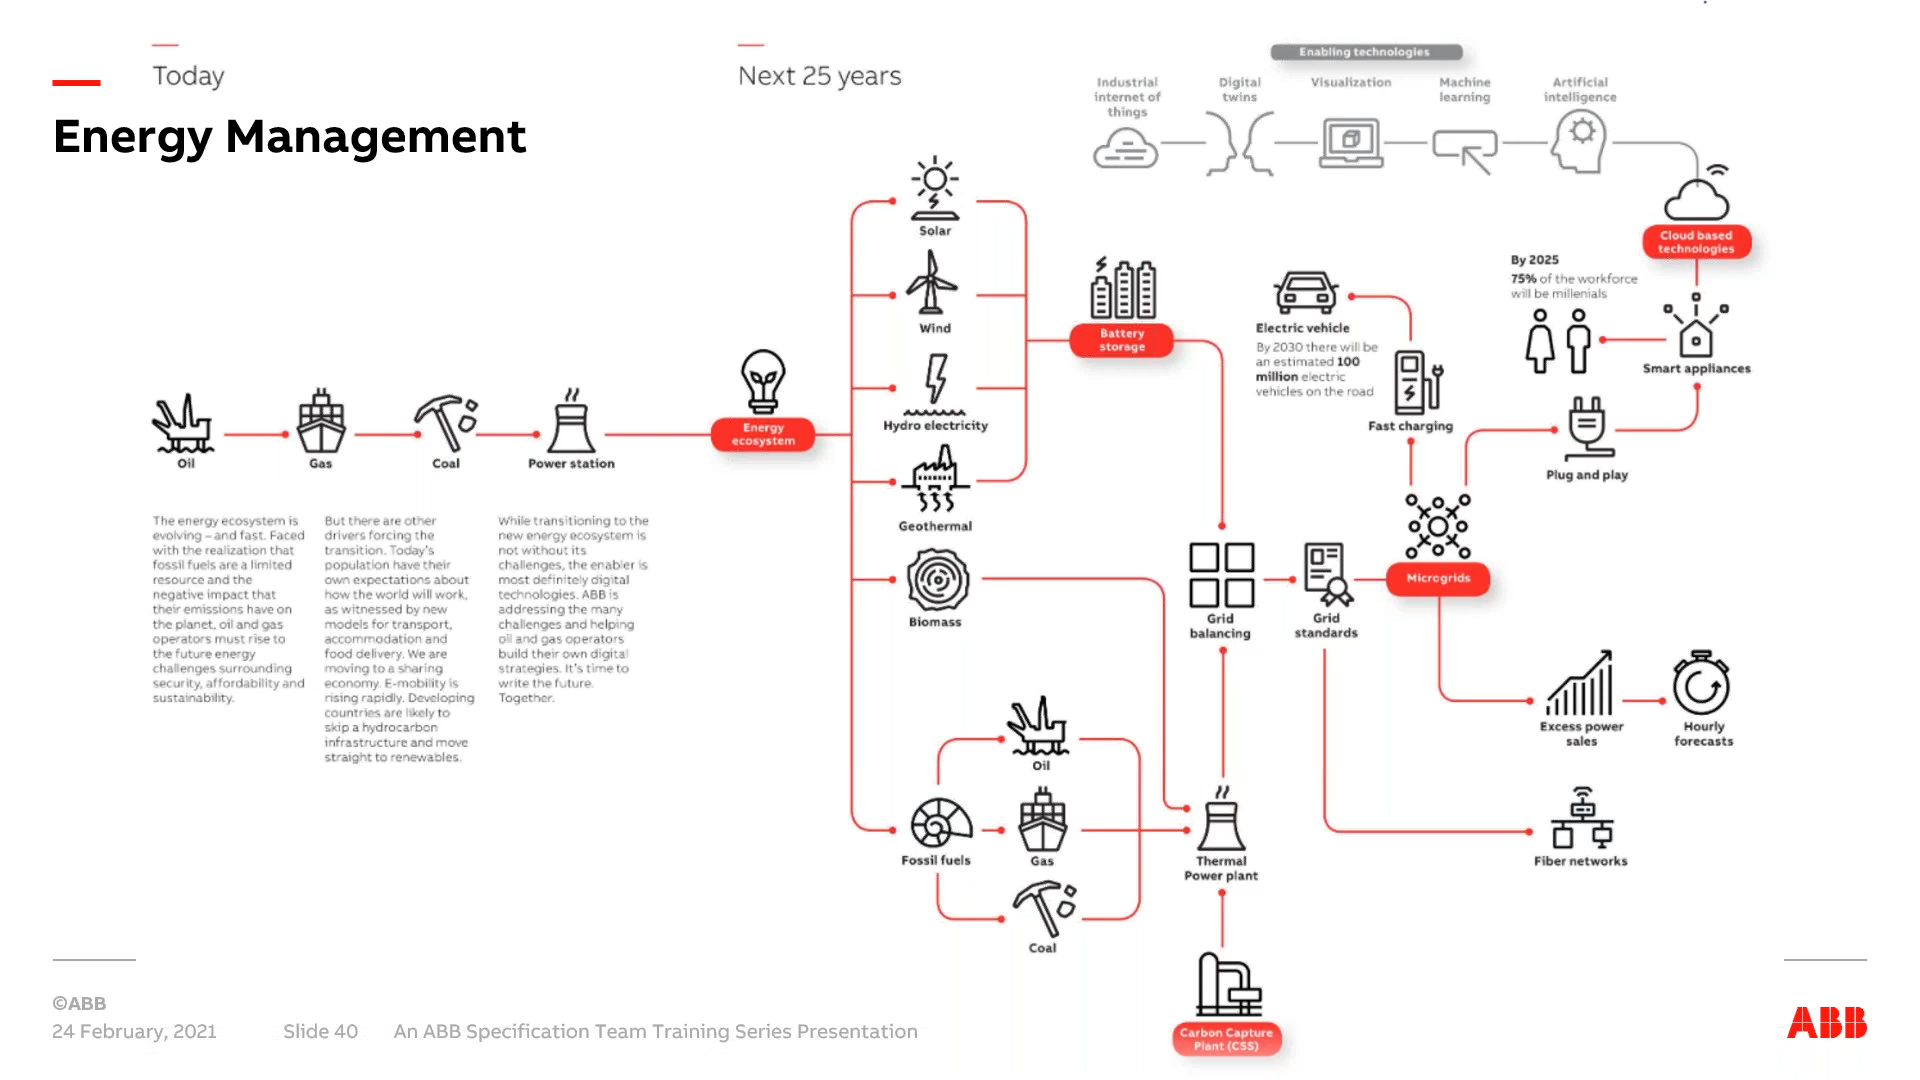 Today
Energy Management
Next 25 years
Enabling technologies
Industrial
internet of
things
Digital
twins
Visualization
Machine
learning
Artificial
intelligence
Cloud based
technologies
Solar
Wind
Hydro electricity
Geothermal
Biomass
Battery
storage
Electric vehicle
By 2030 there will be
an estimated 100
million electric
vehicles on the road
Fast charging
By 2025
75% of the workforce
will be millenials
Smart appliances
Plug and play
Oil
Gas
Coal
Power station
Energy
ecosystem
The energy ecosystem is
evolving – and fast. Faced
with the realization that
fossil fuels are a limited
resource and the
negative impact that
their emissions have on
the planet, oil and gas
operators must rise to
the future energy
challenges surrounding
security, affordability and
sustainability.
But there are other
drivers forcing the
transition. Today's
population have their
own expectations about
how the world will work,
as witnessed by new
models for transport,
accommodation and
food delivery. We are
moving to a sharing
economy. E-mobility is
rising rapidly. Developing
countries are likely to
skip a hydrocarbon
infrastructure and move
straight to renewables.
While transitioning to the
new energy ecosystem is
not without its
challenges, the enabler is
most definitely digital
technologies. ABB is
addressing the many
challenges and helping
oil and gas operators
build their own digital
strategies. It's time to
write the future.
Together.
Grid
balancing
Grid
standards
Microgrids
Excess power
sales
Hourly
forecasts
Fiber networks
Fossil fuels
Oil
Gas
Coal
Thermal
Power plant
Carbon Capture
Plant (CSS)
©ABB
24 February, 2021
Slide 40
An ABB Specification Team Training Series Presentation
ABB